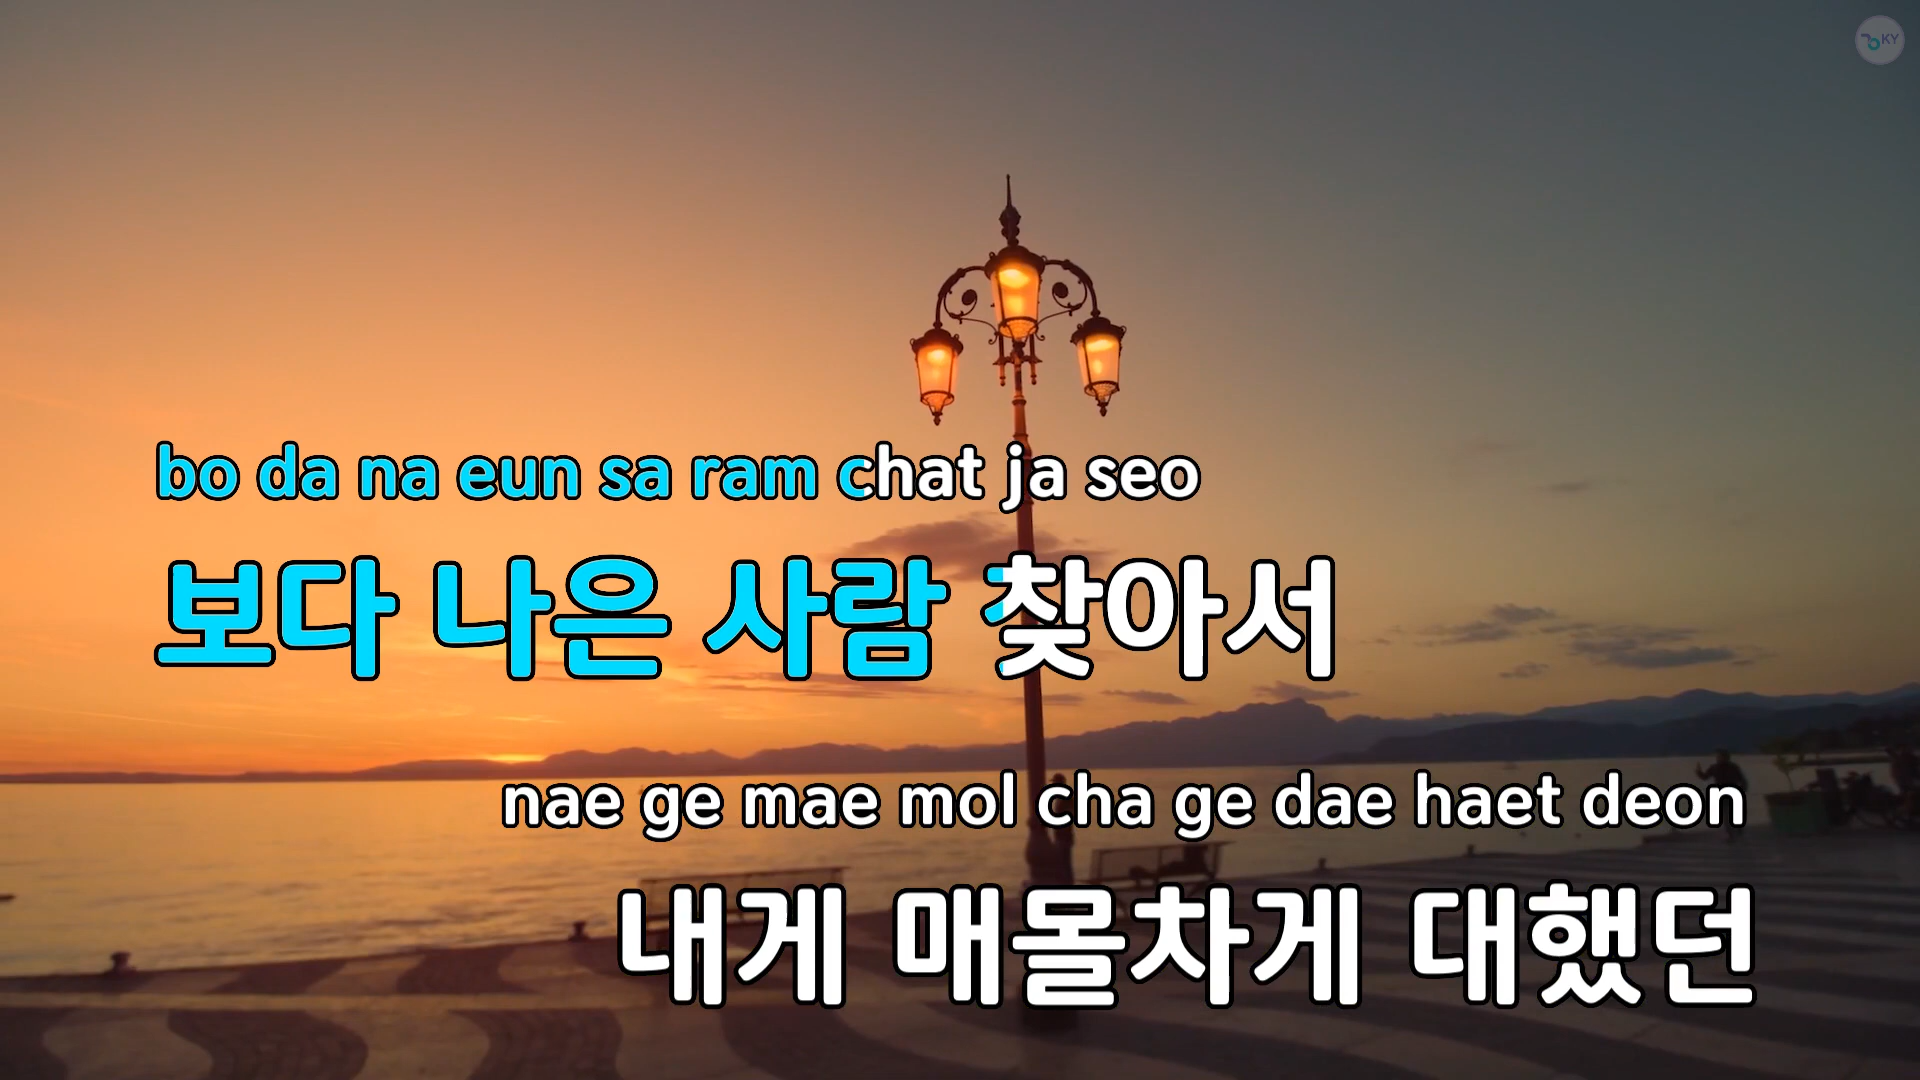 KY
bo da na eun sa ram chat ja seo
보다 나은 사람 찾아서
nae ge mae mol cha ge dae haet deon
내게 매몰차게 대했던